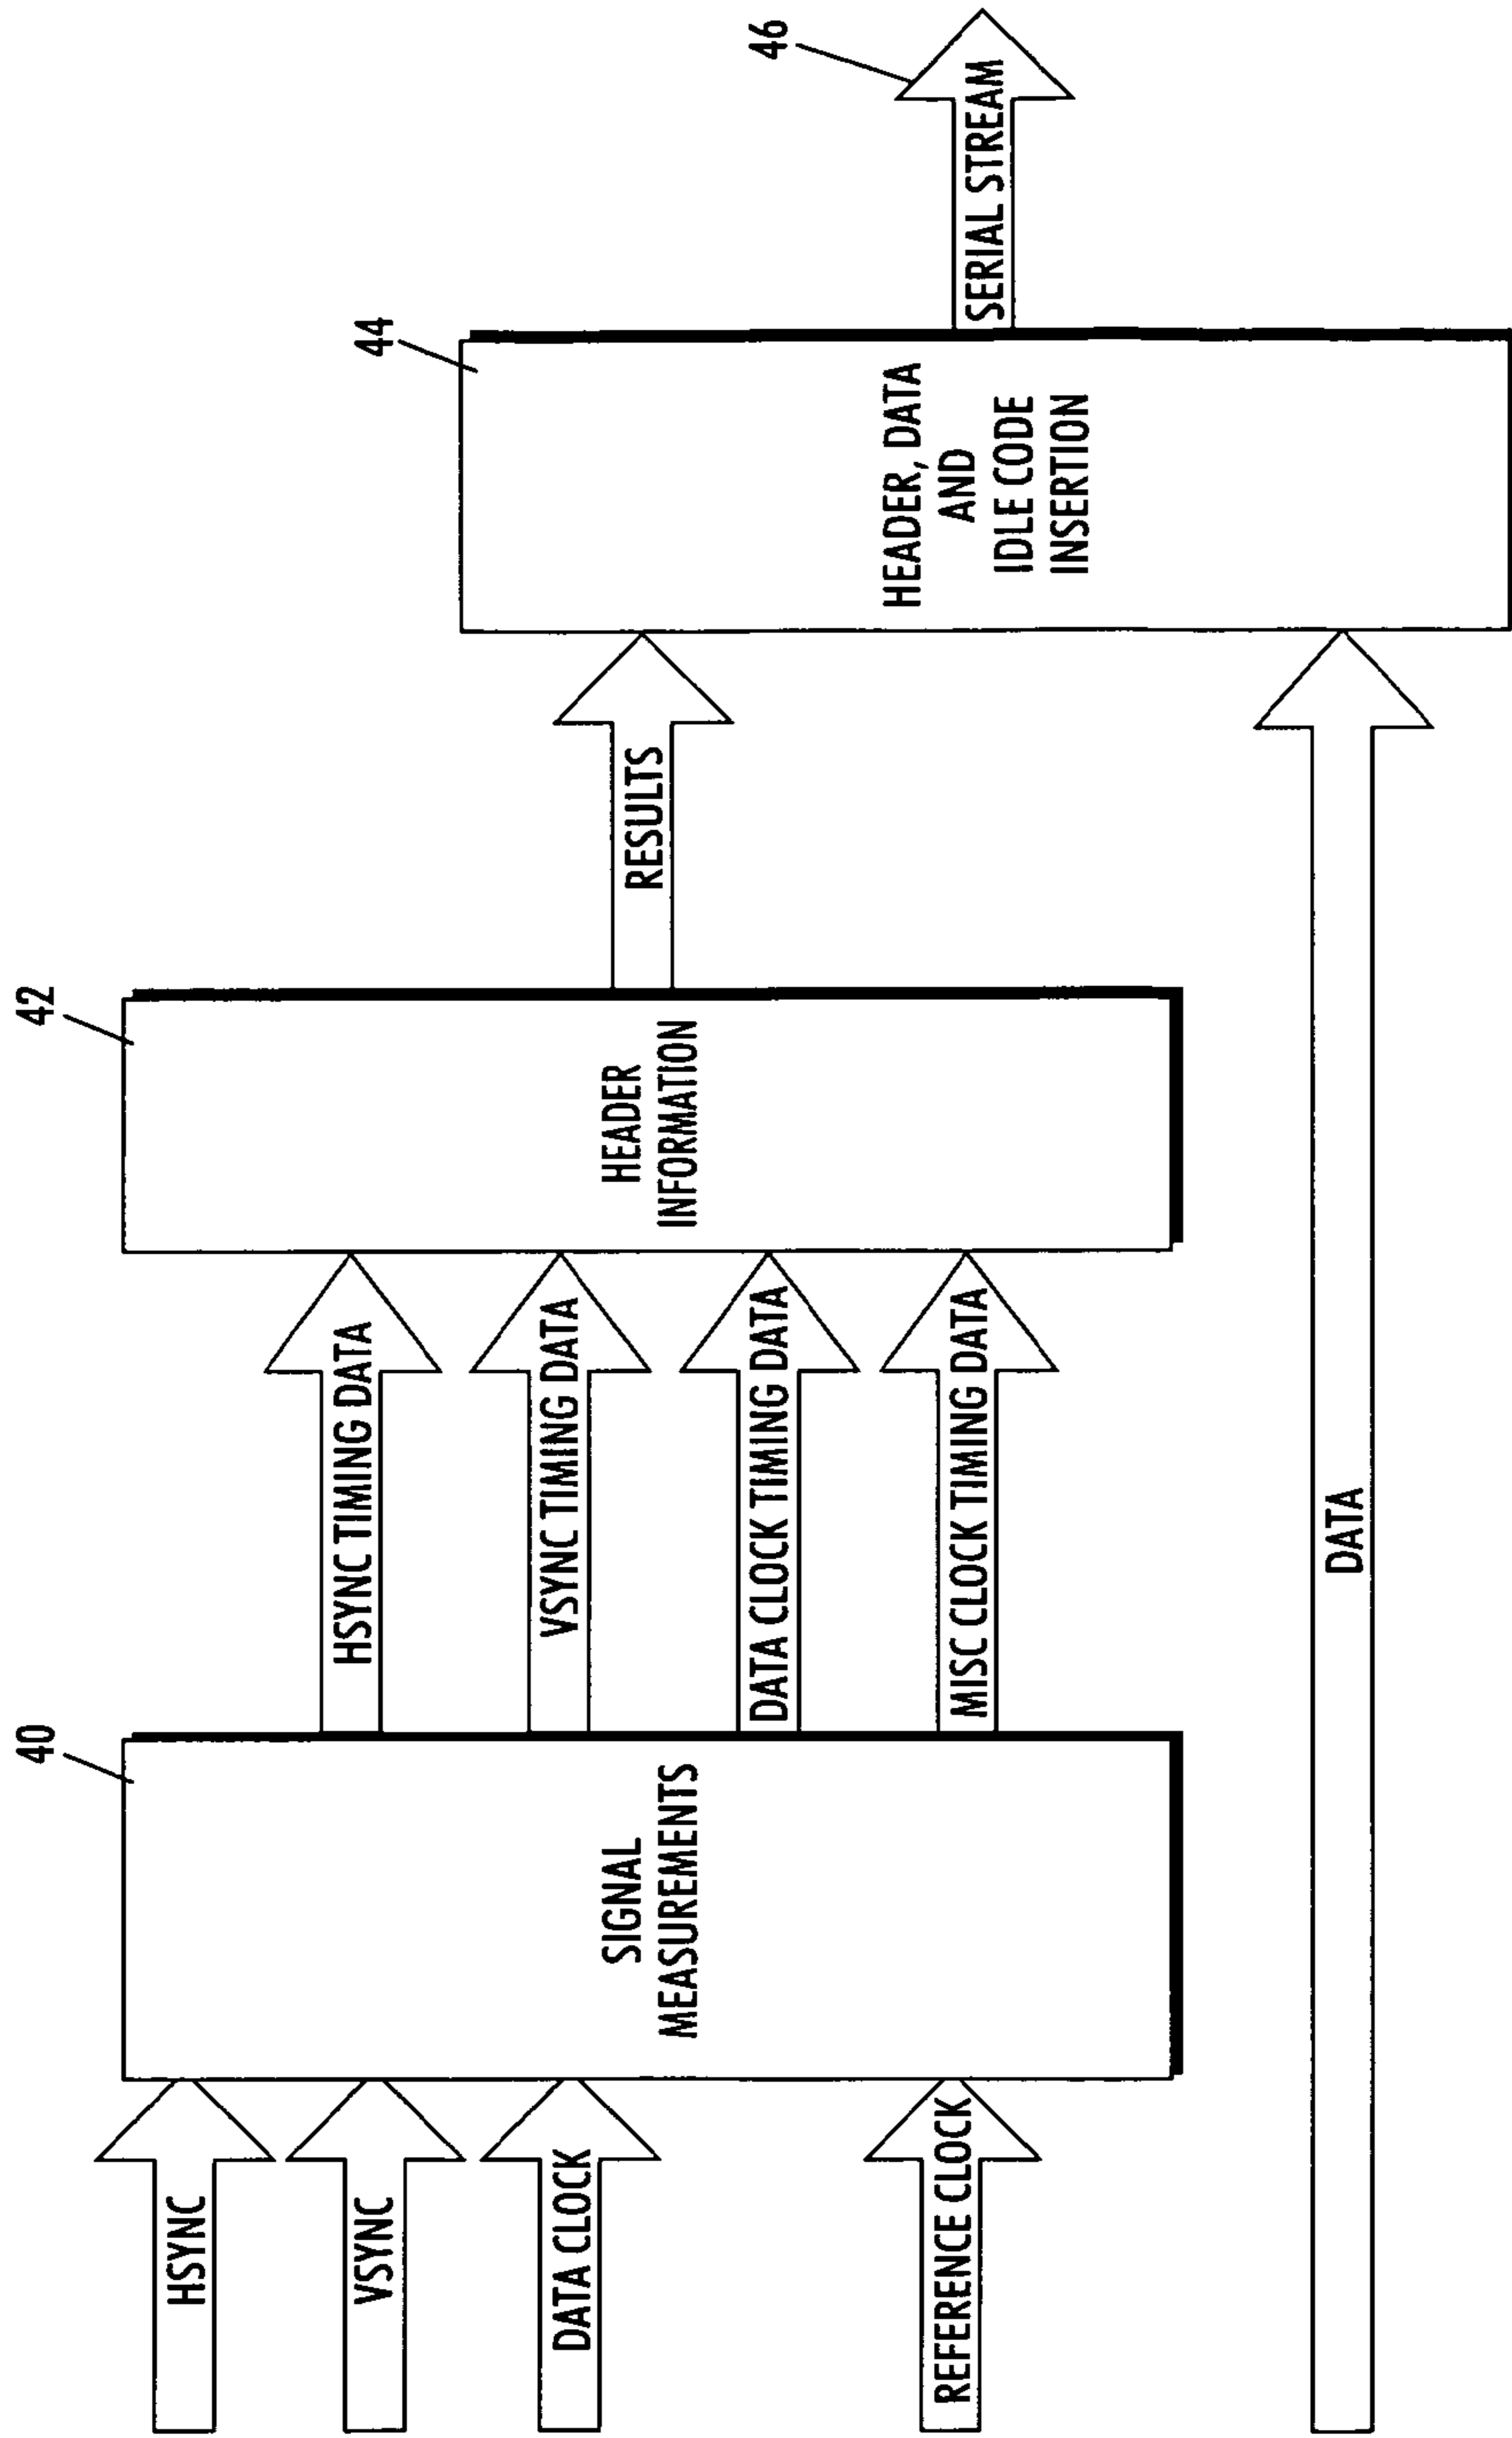 HSYNC
VSYNC
DATA CLOCK
REFERENCE CLOCK
40
SIGNAL
MEASUREMENTS
HSYNC TIMING DATA
VSYNC TIMING DATA
DATA CLOCK TIMING DATA
MISC CLOCK TIMING DATA
DATA
42
HEADER
INFORMATION
RESULTS
44
HEADER, DATA
AND
IDLE CODE
INSERTION
SERIAL STREAM
46